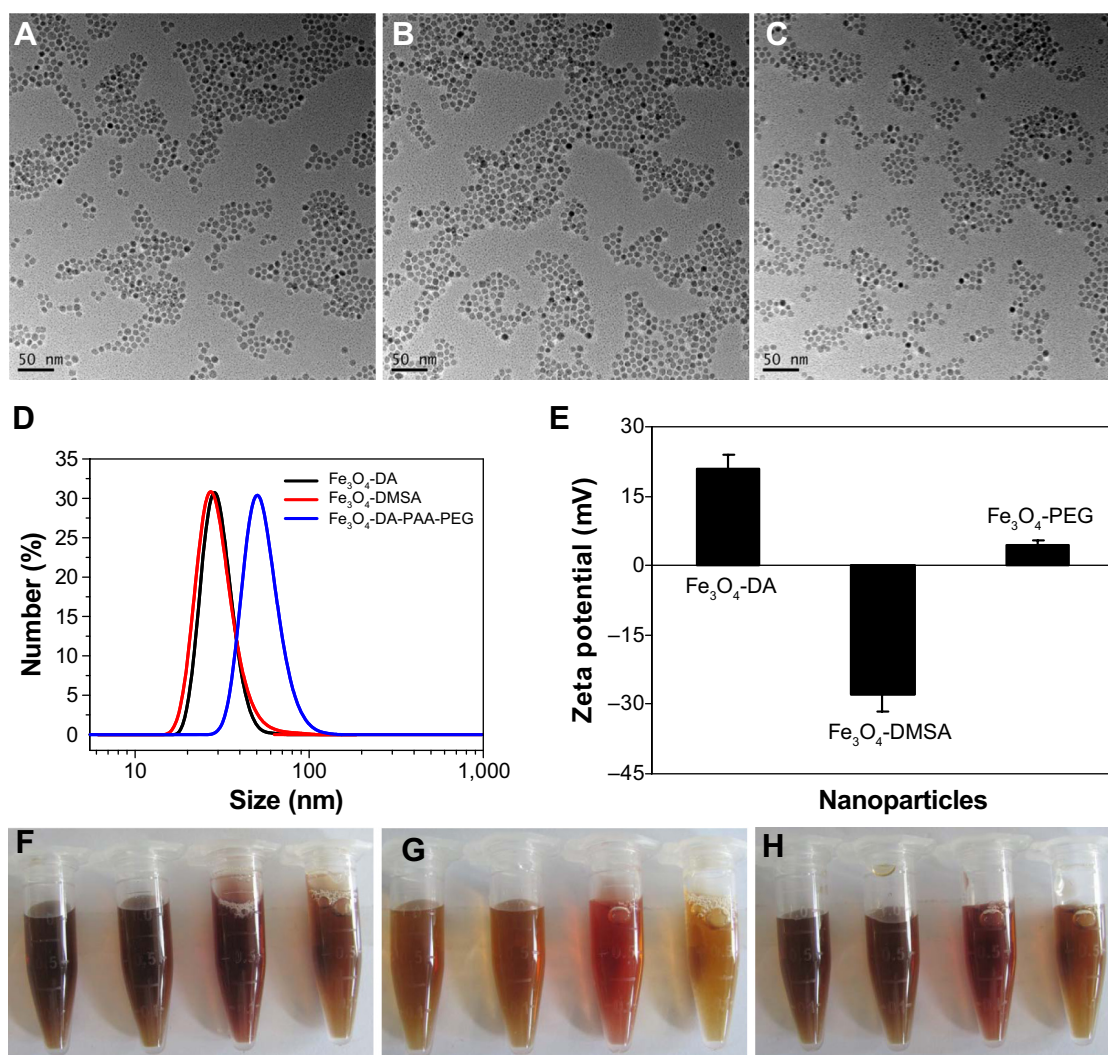 A
B
C
50 nm
50 nm
50 nm
D
35
30
25
20
15
10
5
0
Number (%)
Fe₃O₄-DA
Fe₃O₄-DMSA
Fe₃O₄-DA-PAA-PEG
10
100
1,000
Size (nm)
E
30
15
0
–15
–30
–45
Zeta potential (mV)
Fe₃O₄-DA
Fe₃O₄-DMSA
Fe₃O₄-PEG
Nanoparticles
F
G
H